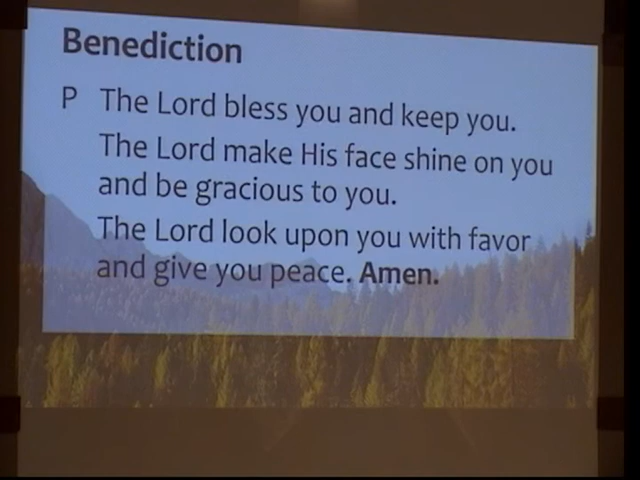 Benediction
P The Lord bless you and keep you.
The Lord make His face shine on you
and be gracious to you.
The Lord look upon you with favor
and give you peace. Amen.